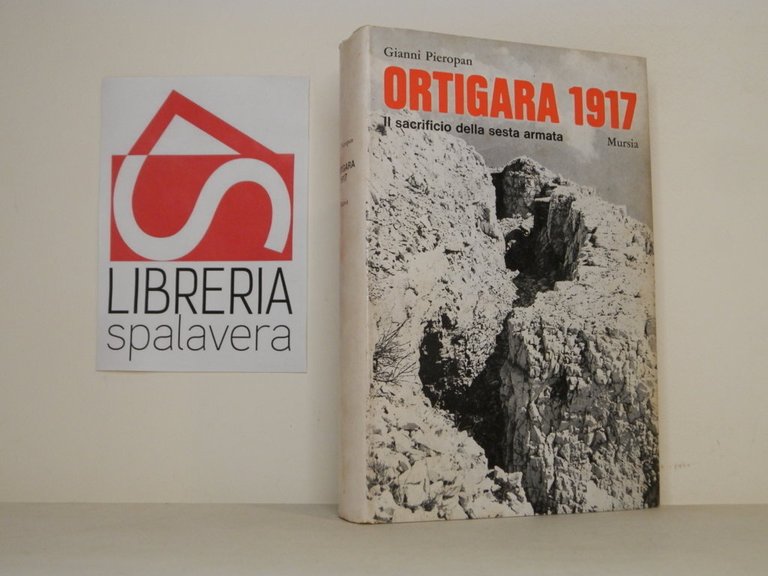 LIBRERIA
spalavera
Gianni Pieropan
ORTIGARA 1917
Il sacrificio della sesta armata
Mursia